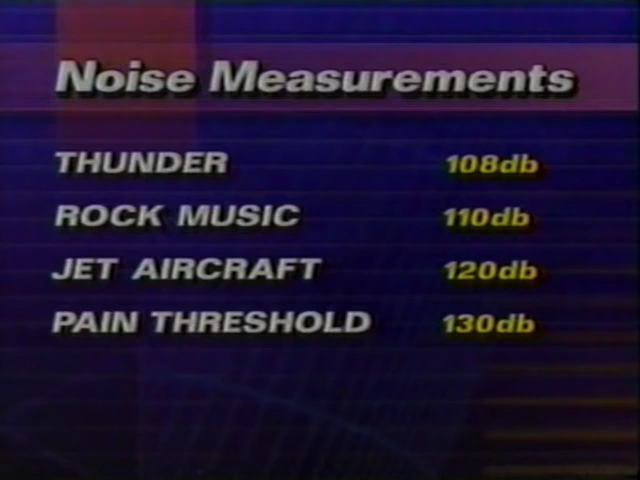 Noise Measurements
THUNDER 108db
ROCK MUSIC 110db
JET AIRCRAFT 120db
PAIN THRESHOLD 130db